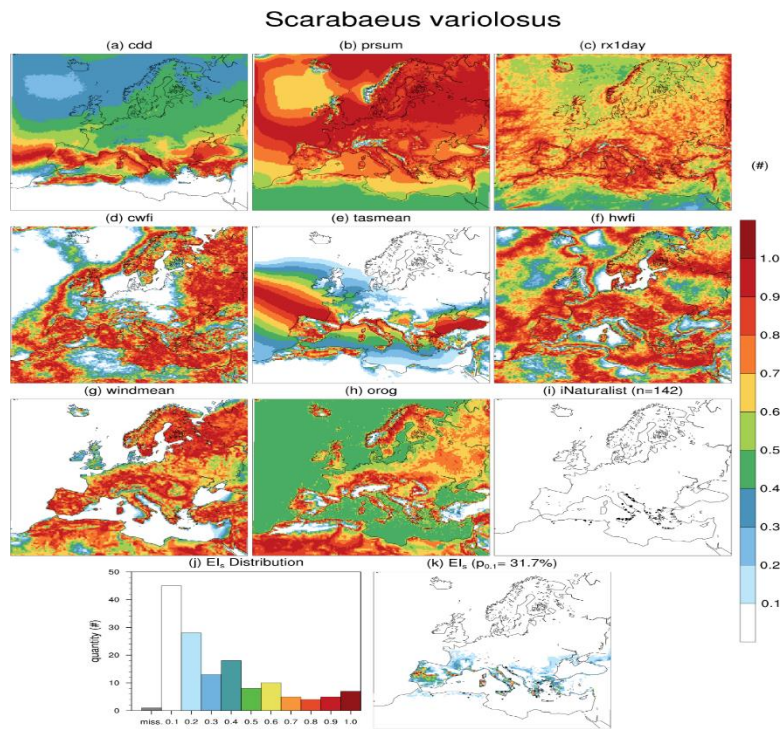 Scarabaeus variolosus
(a) cdd
(b) prsum
(c) rx1day
(#)
(d) cwfi
(e) tasmean
(f) hwfi
1.0
0.9
0.8
0.7
0.6
0.5
0.4
0.3
0.2
0.1
(g) windmean
(h) orog
(i) iNaturalist (n=142)
(j) EIs Distribution
(k) EIs (p0.1= 31.7%)
quantity (#)
50
40
30
20
10
0
miss. 0.1 0.2 0.3 0.4 0.5 0.6 0.7 0.8 0.9 1.0